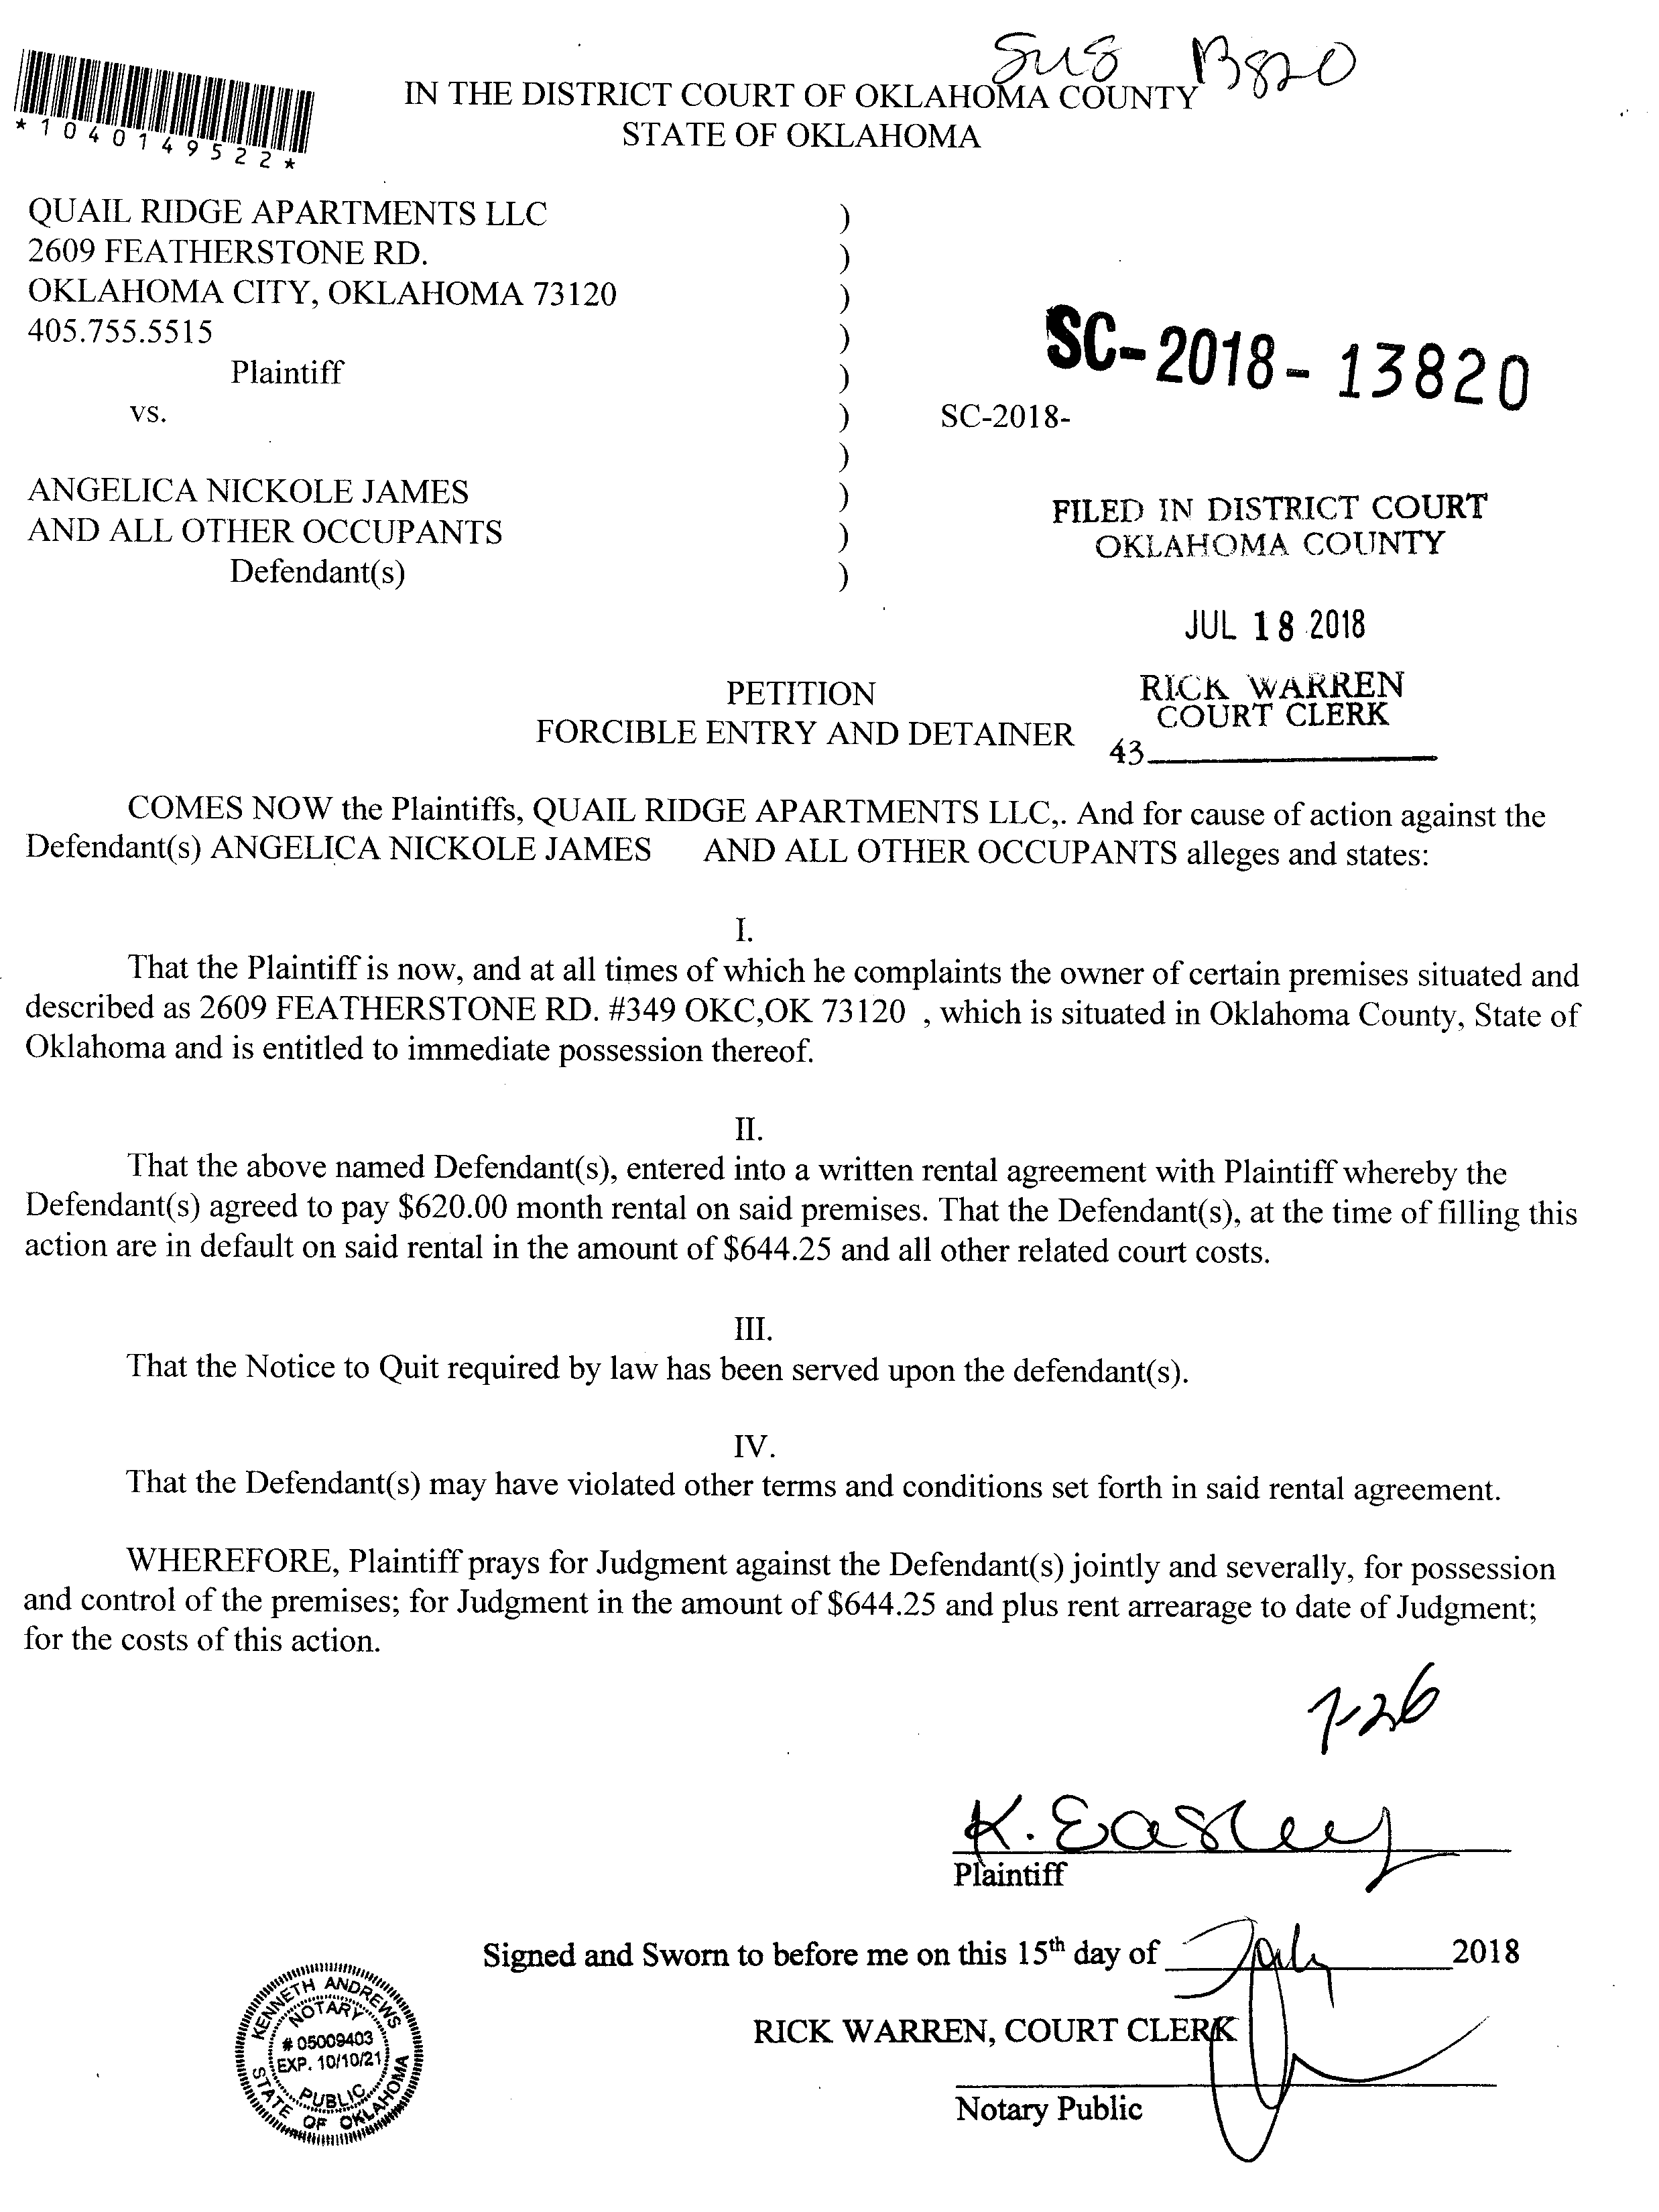 *1040149522*
13820
IN THE DISTRICT COURT OF OKLAHOMA COUNTY
STATE OF OKLAHOMA
QUAIL RIDGE APARTMENTS LLC )
2609 FEATHERSTONE RD. )
OKLAHOMA CITY, OKLAHOMA 73120 )
405.755.5515 )
Plaintiff )
SC-2018-13820
vs. ) SC-2018-
)
ANGELICA NICKOLE JAMES )
AND ALL OTHER OCCUPANTS )
Defendant(s) )
FILED IN DISTRICT COURT
OKLAHOMA COUNTY
JUL 18 2018
RICK WARREN
COURT CLERK
43
PETITION
FORCIBLE ENTRY AND DETAINER
COMES NOW the Plaintiffs, QUAIL RIDGE APARTMENTS LLC,. And for cause of action against the
Defendant(s) ANGELICA NICKOLE JAMES AND ALL OTHER OCCUPANTS alleges and states:
I.
That the Plaintiff is now, and at all times of which he complaints the owner of certain premises situated and
described as 2609 FEATHERSTONE RD. #349 OKC,OK 73120 , which is situated in Oklahoma County, State of
Oklahoma and is entitled to immediate possession thereof.
II.
That the above named Defendant(s), entered into a written rental agreement with Plaintiff whereby the
Defendant(s) agreed to pay $620.00 month rental on said premises. That the Defendant(s), at the time of filling this
action are in default on said rental in the amount of $644.25 and all other related court costs.
III.
That the Notice to Quit required by law has been served upon the defendant(s).
IV.
That the Defendant(s) may have violated other terms and conditions set forth in said rental agreement.
WHEREFORE, Plaintiff prays for Judgment against the Defendant(s) jointly and severally, for possession
and control of the premises; for Judgment in the amount of $644.25 and plus rent arrearage to date of Judgment;
for the costs of this action.
7-26
K. Easley
Plaintiff
Signed and Sworn to before me on this 15th day of July 2018
RICK WARREN, COURT CLERK
Notary Public
KENNETH ANDREWS
NOTARY
# 05009403
EXP. 10/10/21
PUBLIC
STATE OF OKLAHOMA